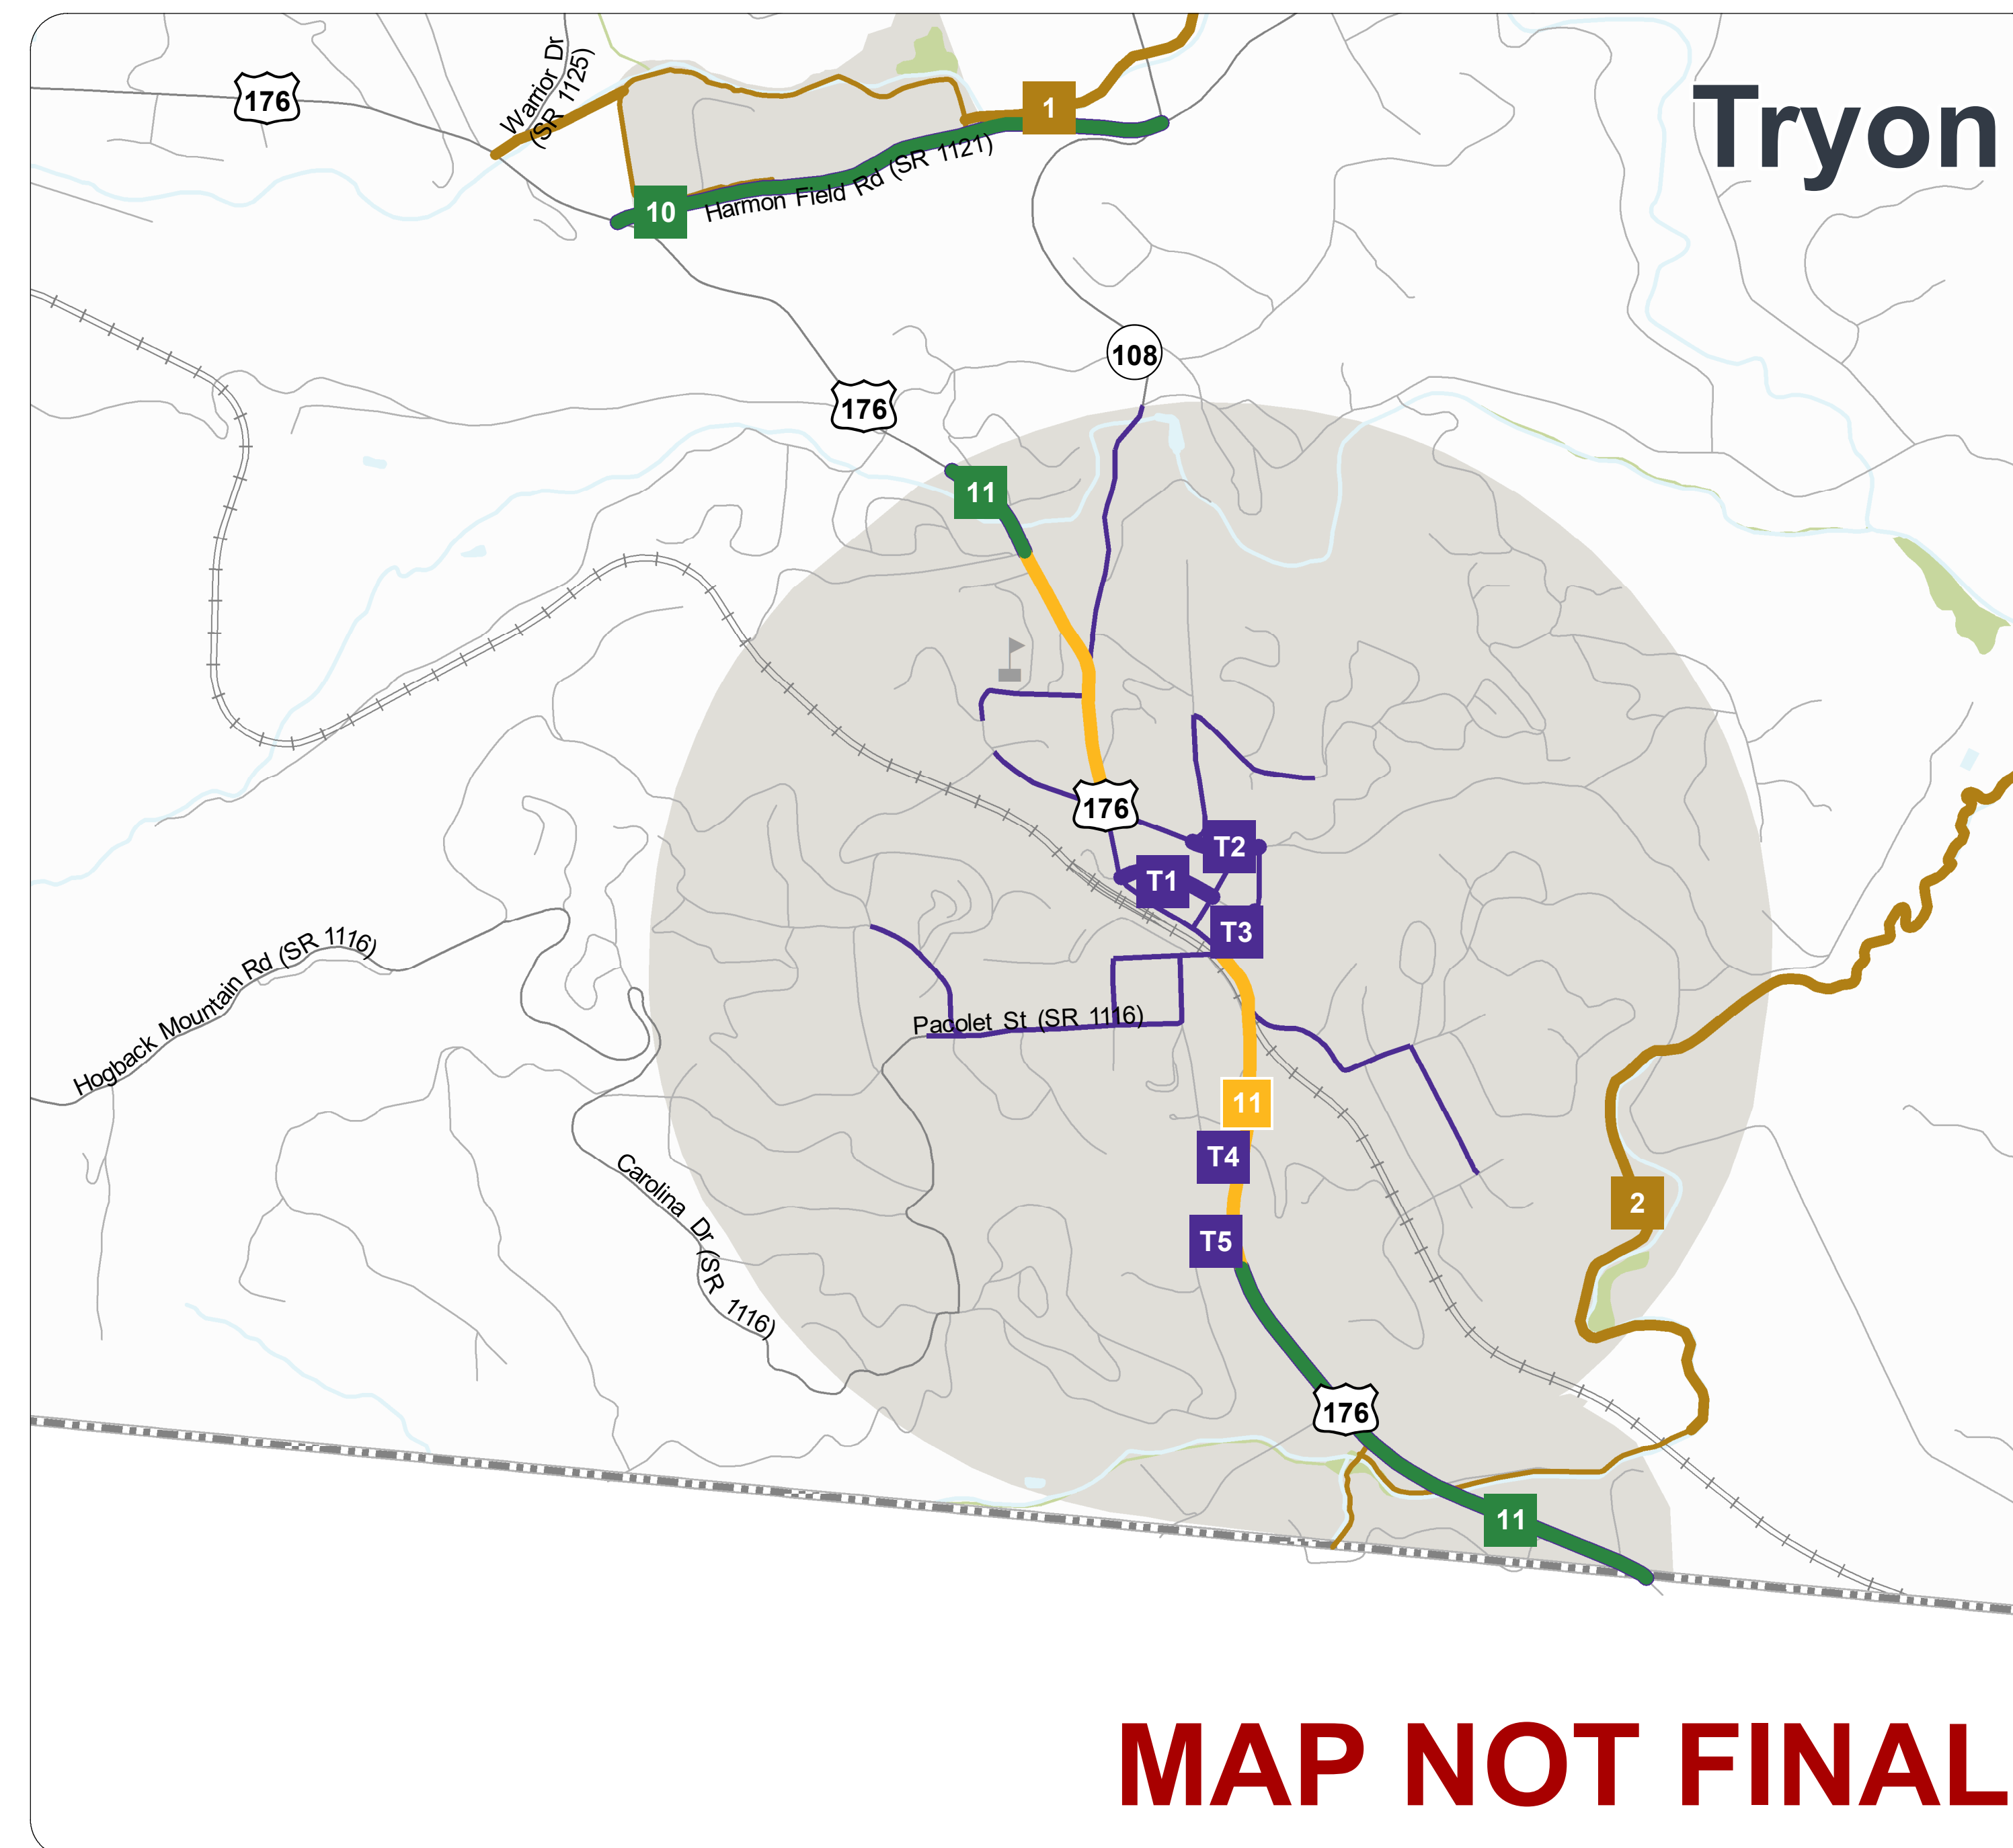 Warrior Dr
(SR 1125)
176
1
Tryon
10
Harmon Field Rd (SR 1121)
108
176
11
176
T2
T1
T3
Hogback Mountain Rd (SR 1116)
Pacolet St (SR 1116)
11
T4
2
T5
Carolina Dr (SR 1116)
176
11
MAP NOT FINAL